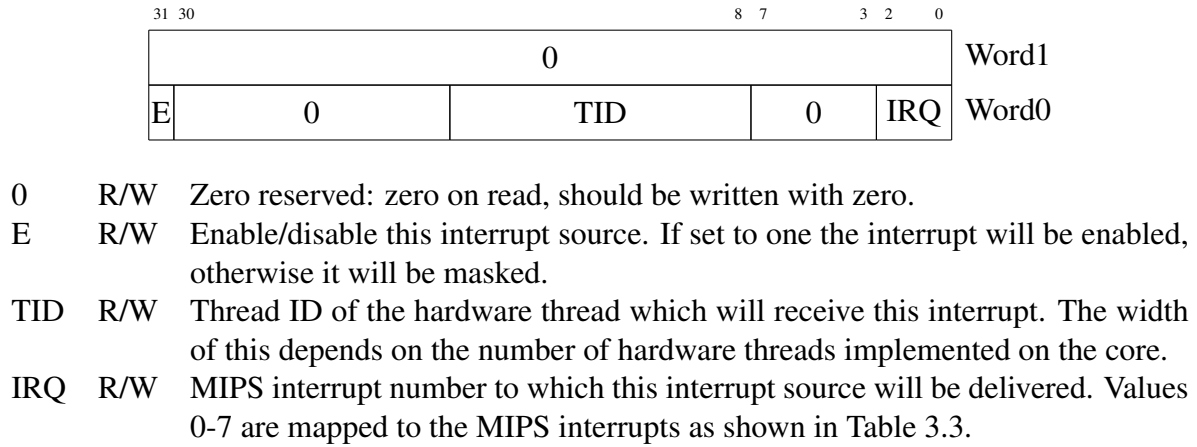 31 30 8 7 3 2 0
0 Word1
E 0 TID 0 IRQ Word0
0 R/W Zero reserved: zero on read, should be written with zero.
E R/W Enable/disable this interrupt source. If set to one the interrupt will be enabled,
otherwise it will be masked.
TID R/W Thread ID of the hardware thread which will receive this interrupt. The width
of this depends on the number of hardware threads implemented on the core.
IRQ R/W MIPS interrupt number to which this interrupt source will be delivered. Values
0-7 are mapped to the MIPS interrupts as shown in Table 3.3.